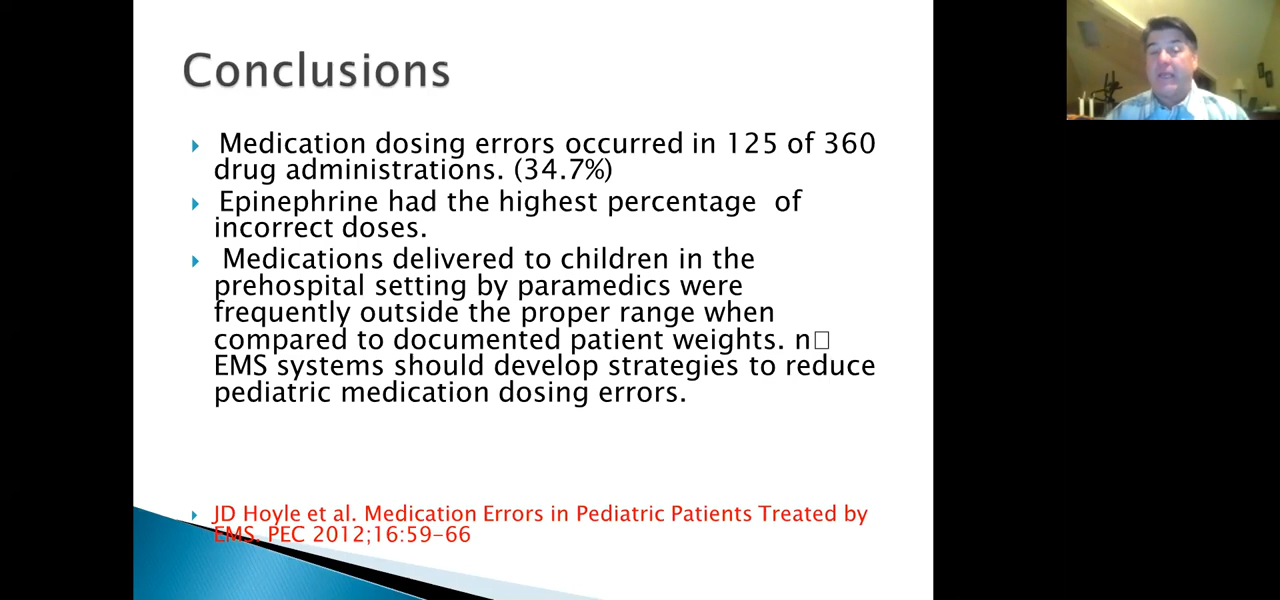 Conclusions
Medication dosing errors occurred in 125 of 360
drug administrations. (34.7%)
Epinephrine had the highest percentage of
incorrect doses.
Medications delivered to children in the
prehospital setting by paramedics were
frequently outside the proper range when
compared to documented patient weights. n□
EMS systems should develop strategies to reduce
pediatric medication dosing errors.
JD Hoyle et al. Medication Errors in Pediatric Patients Treated by
EMS. PEC 2012;16:59-66